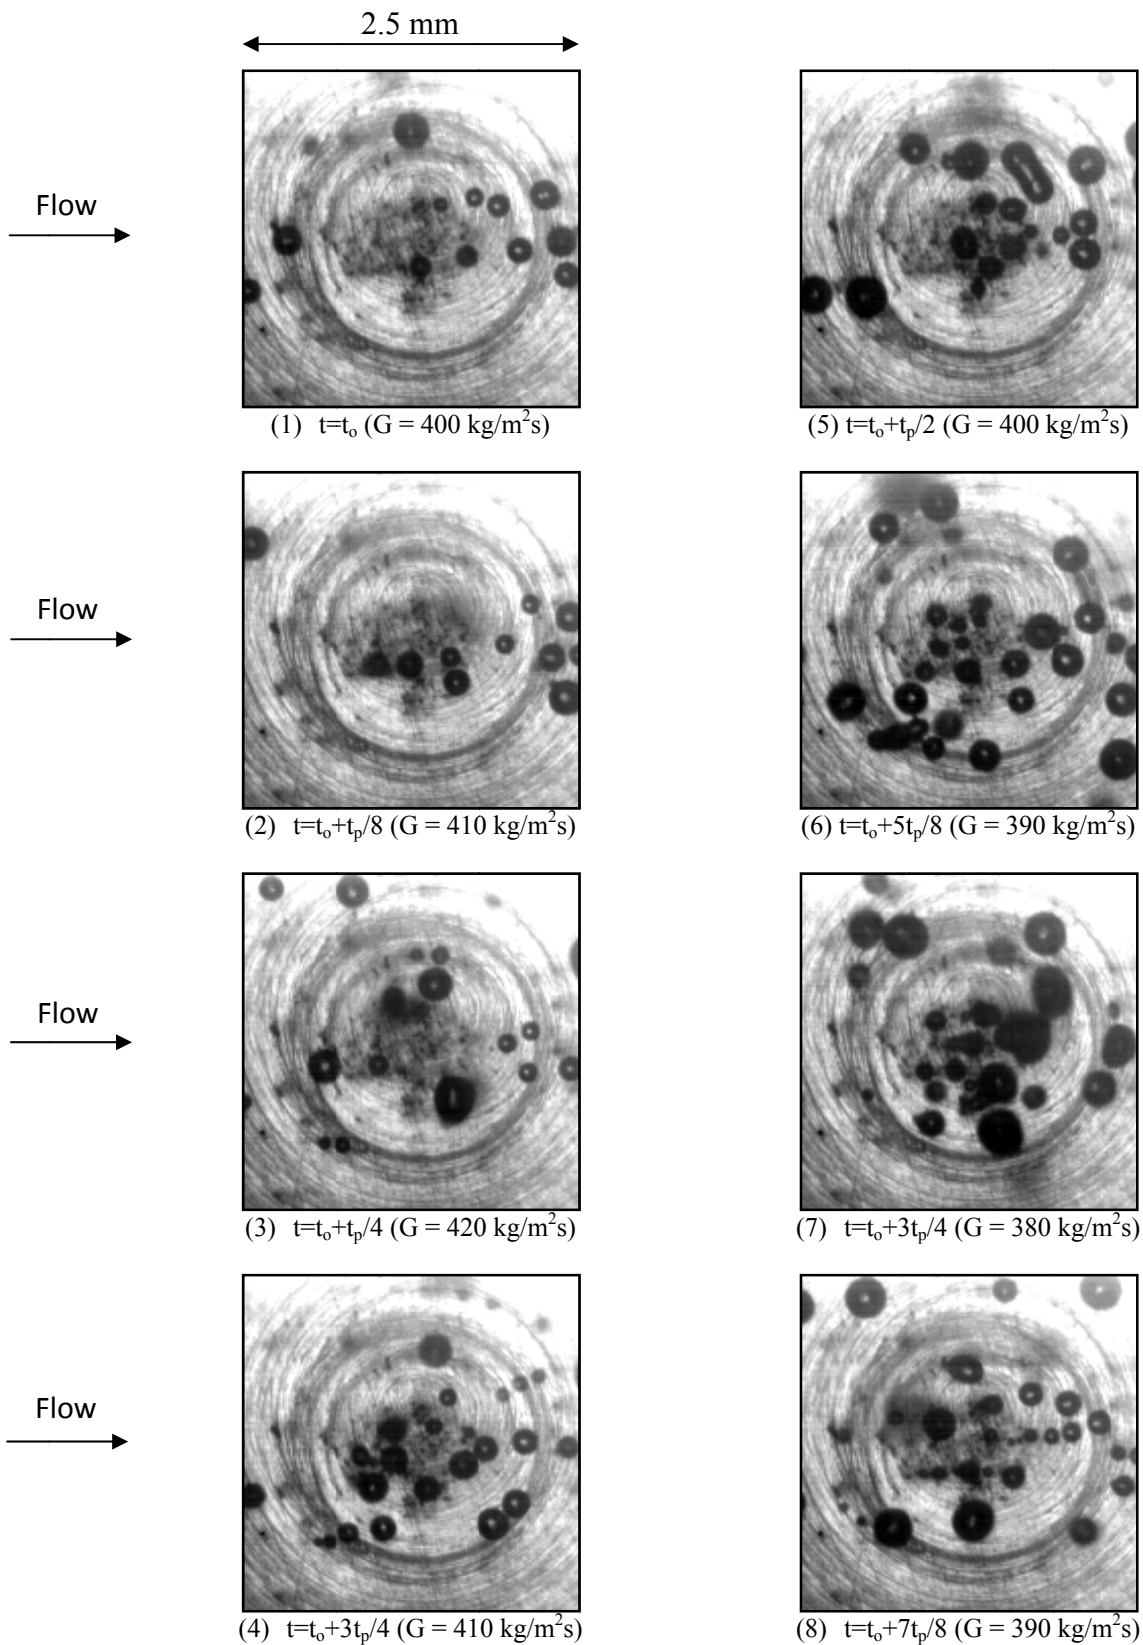 2.5 mm
Flow
(1) t=tₒ (G = 400 kg/m²s)
(5) t=tₒ+tₚ/2 (G = 400 kg/m²s)
Flow
(2) t=tₒ+tₚ/8 (G = 410 kg/m²s)
(6) t=tₒ+5tₚ/8 (G = 390 kg/m²s)
Flow
(3) t=tₒ+tₚ/4 (G = 420 kg/m²s)
(7) t=tₒ+3tₚ/4 (G = 380 kg/m²s)
Flow
(4) t=tₒ+3tₚ/4 (G = 410 kg/m²s)
(8) t=tₒ+7tₚ/8 (G = 390 kg/m²s)